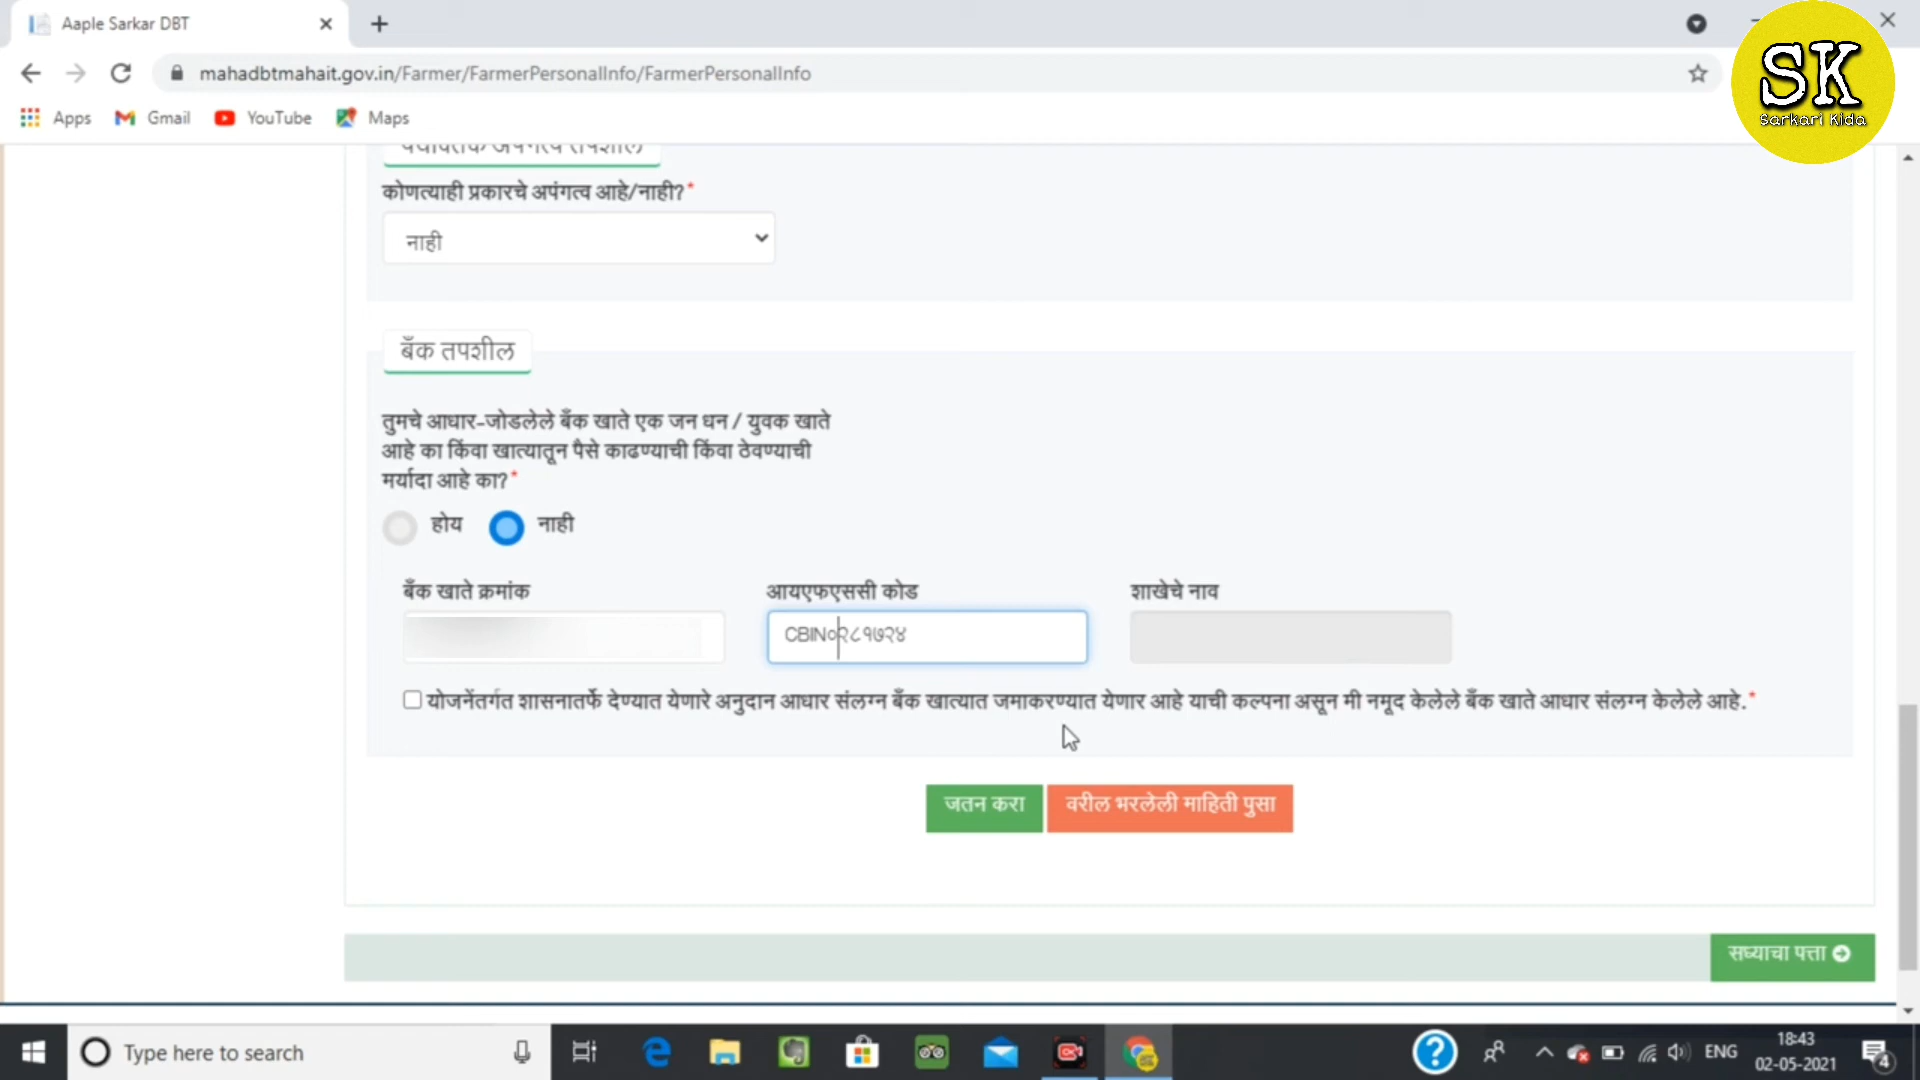 Aaple Sarkar DBT
mahadbtmahait.gov.in/Farmer/FarmerPersonalInfo/FarmerPersonalInfo
SK
Sarkari Kida
Apps Gmail YouTube Maps
कोणत्याही प्रकारचे अपंगत्व आहे/नाही?*
नाही
बँक तपशील
तुमचे आधार-जोडलेले बँक खाते एक जन धन / युवक खाते
आहे का किंवा खात्यातून पैसे काढण्याची किंवा ठेवण्याची
मर्यादा आहे का?*
होय नाही
बँक खाते क्रमांक आयएफएससी कोड शाखेचे नाव
CBIN०२८१७२४
योजनेंतर्गत शासनातर्फे देण्यात येणारे अनुदान आधार संलग्न बँक खात्यात जमाकरण्यात येणार आहे याची कल्पना असून मी नमूद केलेले बँक खाते आधार संलग्न केलेले आहे.*
जतन करा वरील भरलेली माहिती पुसा
सध्याचा पत्ता
Type here to search
ENG
18:43
02-05-2021
4